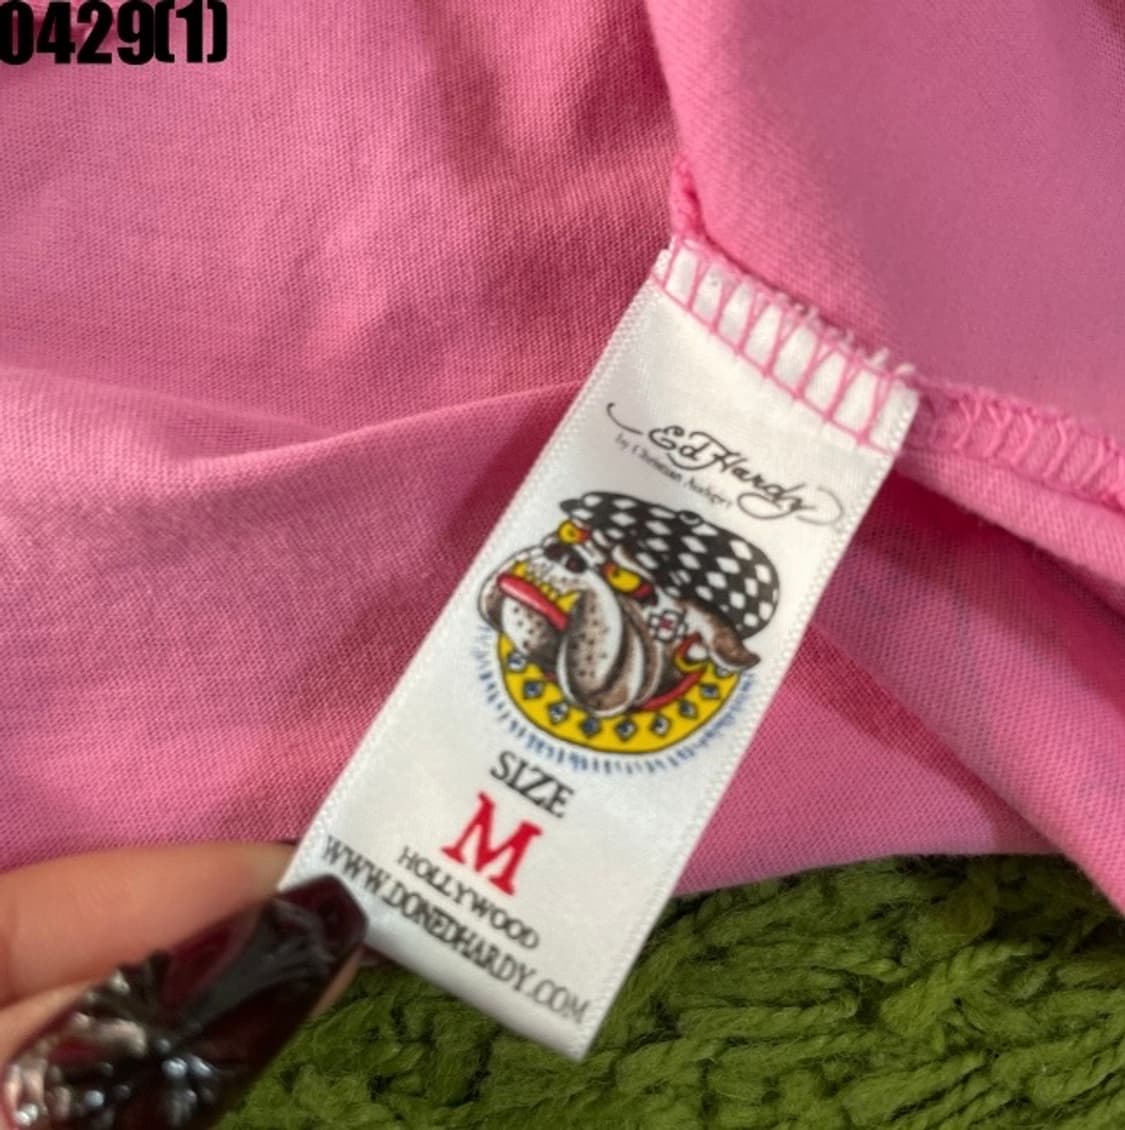 0429(1)
Ed Hardy
by Christian Audigier
SIZE
M
HOLLYWOOD
WWW.DONEDHARDY.COM